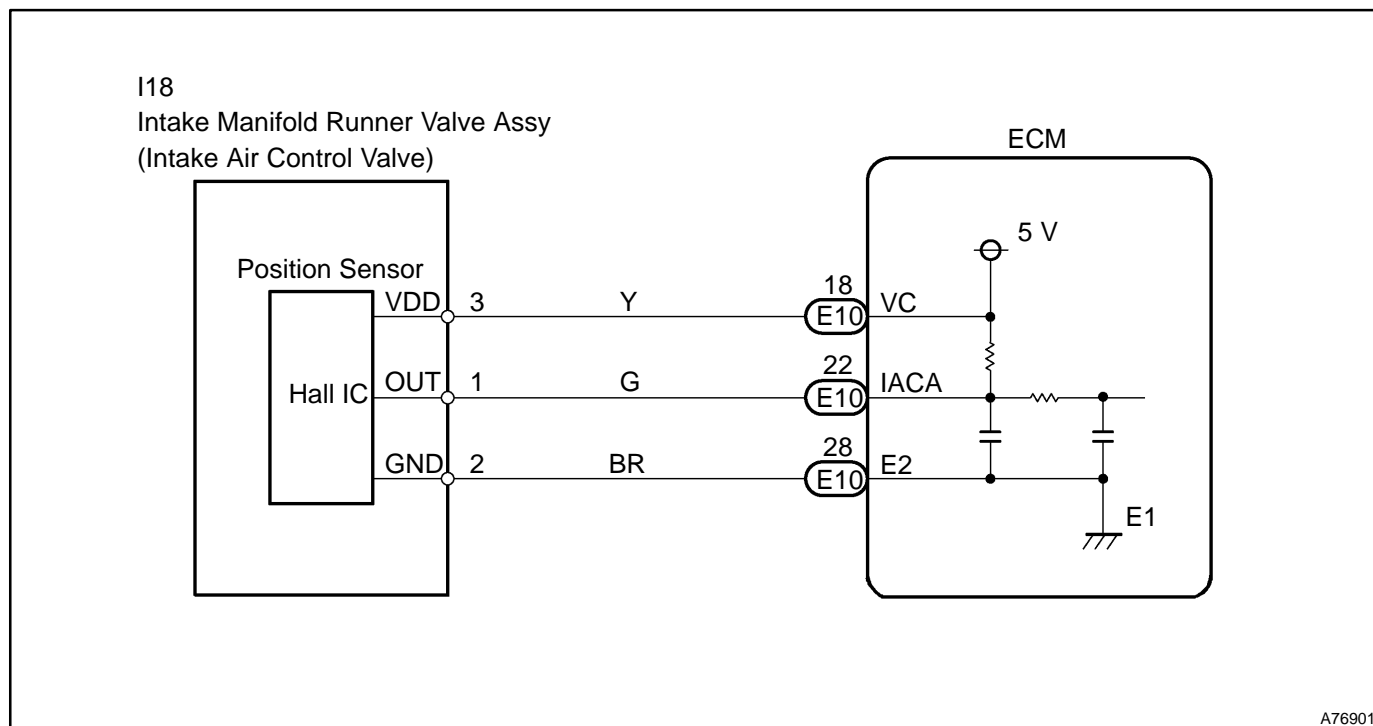 I18
Intake Manifold Runner Valve Assy
(Intake Air Control Valve)
ECM
5 V
Position Sensor
VDD 3 Y 18 E10 VC
Hall IC OUT 1 G 22 E10 IACA
GND 2 BR 28 E10 E2
E1
A76901